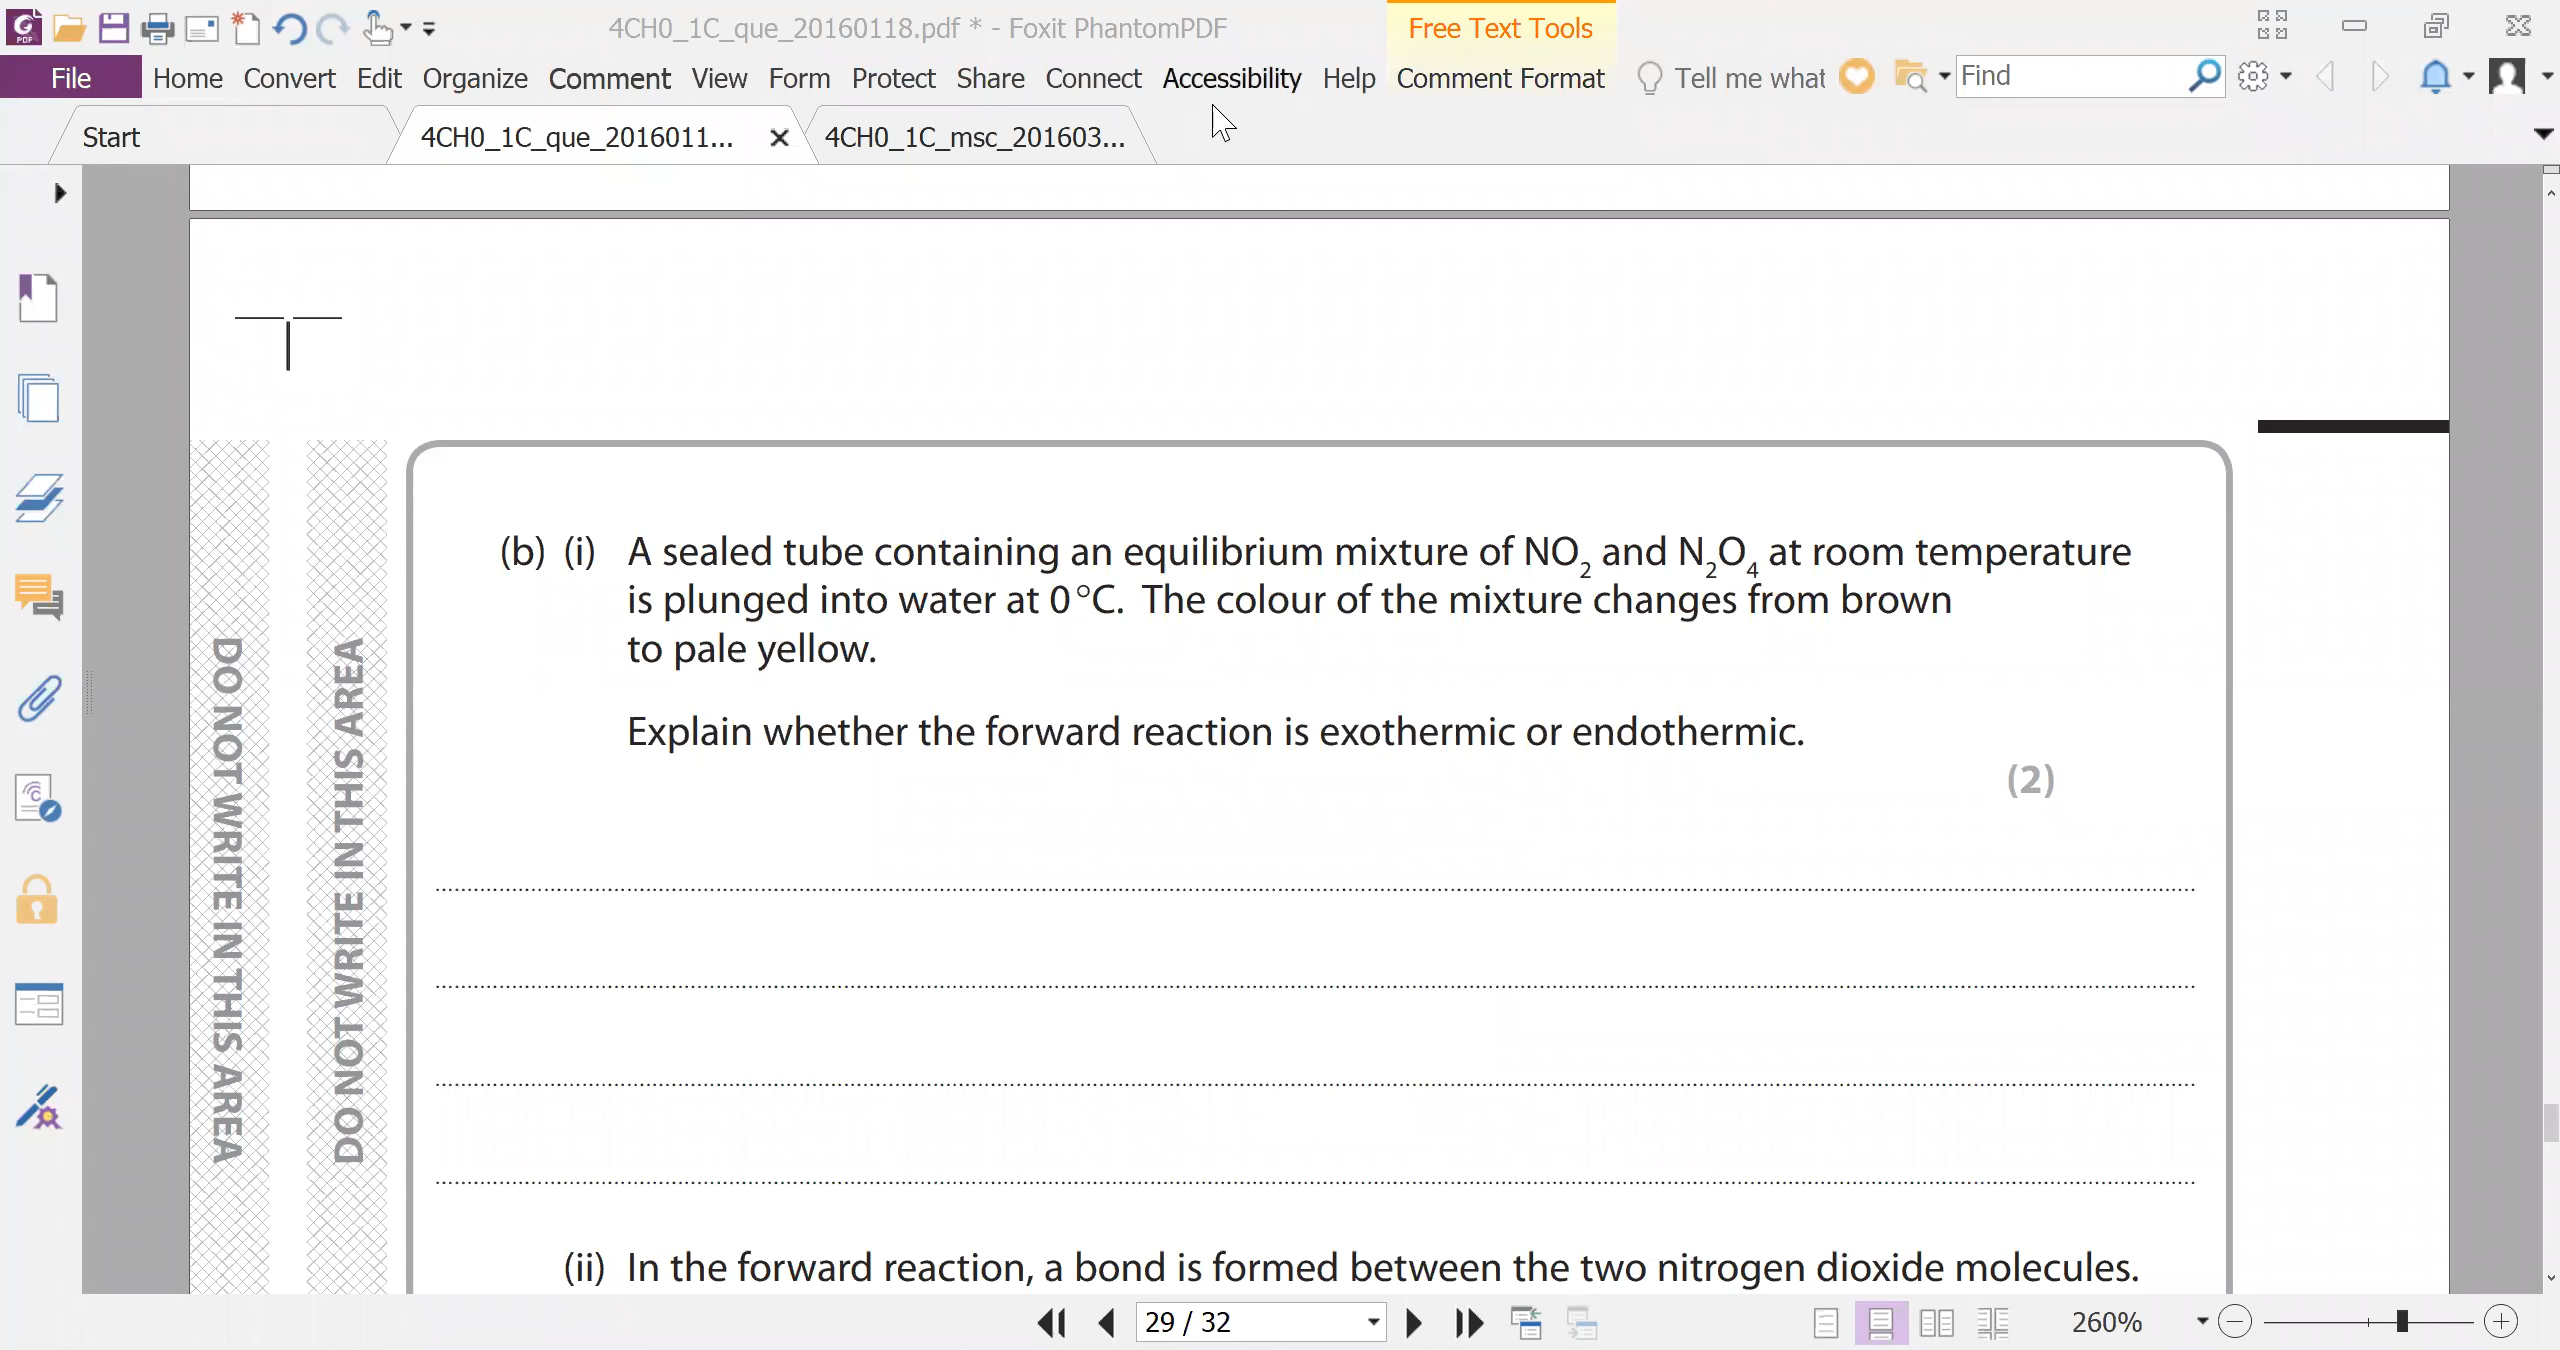 4CH0_1C_que_20160118.pdf * - Foxit PhantomPDF
Free Text Tools
File Home Convert Edit Organize Comment View Form Protect Share Connect Accessibility Help Comment Format Tell me what Find
Start 4CH0_1C_que_2016011... 4CH0_1C_msc_201603...
(b) (i) A sealed tube containing an equilibrium mixture of NO₂ and N₂O₄ at room temperature
is plunged into water at 0 °C. The colour of the mixture changes from brown
to pale yellow.
Explain whether the forward reaction is exothermic or endothermic.
(2)
DO NOT WRITE IN THIS AREA
DO NOT WRITE IN THIS AREA
(ii) In the forward reaction, a bond is formed between the two nitrogen dioxide molecules.
29 / 32
260%